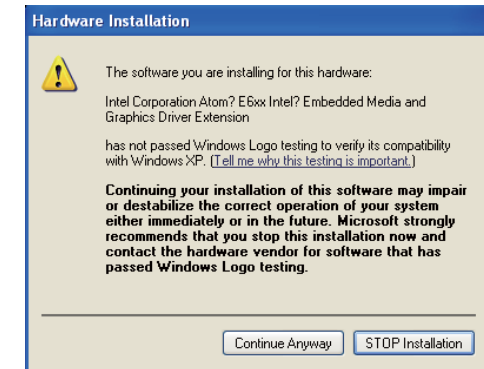 Hardware Installation
The software you are installing for this hardware:
Intel Corporation Atom? E6xx Intel? Embedded Media and
Graphics Driver Extension
has not passed Windows Logo testing to verify its compatibility
with Windows XP. (Tell me why this testing is important.)
Continuing your installation of this software may impair
or destabilize the correct operation of your system
either immediately or in the future. Microsoft strongly
recommends that you stop this installation now and
contact the hardware vendor for software that has
passed Windows Logo testing.
Continue Anyway STOP Installation